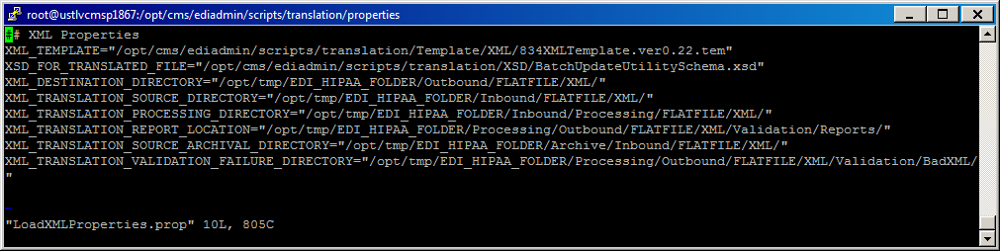 root@ustlvcmsp1867:/opt/cms/ediadmin/scripts/translation/properties
## XML Properties
XML_TEMPLATE="/opt/cms/ediadmin/scripts/translation/Template/XML/834XMLTemplate.ver0.22.tem"
XSD_FOR_TRANSLATED_FILE="/opt/cms/ediadmin/scripts/translation/XSD/BatchUpdateUtilitySchema.xsd"
XML_DESTINATION_DIRECTORY="/opt/tmp/EDI_HIPAA_FOLDER/Outbound/FLATFILE/XML/"
XML_TRANSLATION_SOURCE_DIRECTORY="/opt/tmp/EDI_HIPAA_FOLDER/Inbound/FLATFILE/XML/"
XML_TRANSLATION_PROCESSING_DIRECTORY="/opt/tmp/EDI_HIPAA_FOLDER/Inbound/Processing/FLATFILE/XML/"
XML_TRANSLATION_REPORT_LOCATION="/opt/tmp/EDI_HIPAA_FOLDER/Processing/Outbound/FLATFILE/XML/Validation/Reports/"
XML_TRANSLATION_SOURCE_ARCHIVAL_DIRECTORY="/opt/tmp/EDI_HIPAA_FOLDER/Archive/Inbound/FLATFILE/XML/"
XML_TRANSLATION_VALIDATION_FAILURE_DIRECTORY="/opt/tmp/EDI_HIPAA_FOLDER/Processing/Outbound/FLATFILE/XML/Validation/BadXML/
"
~
"LoadXMLProperties.prop" 10L, 805C